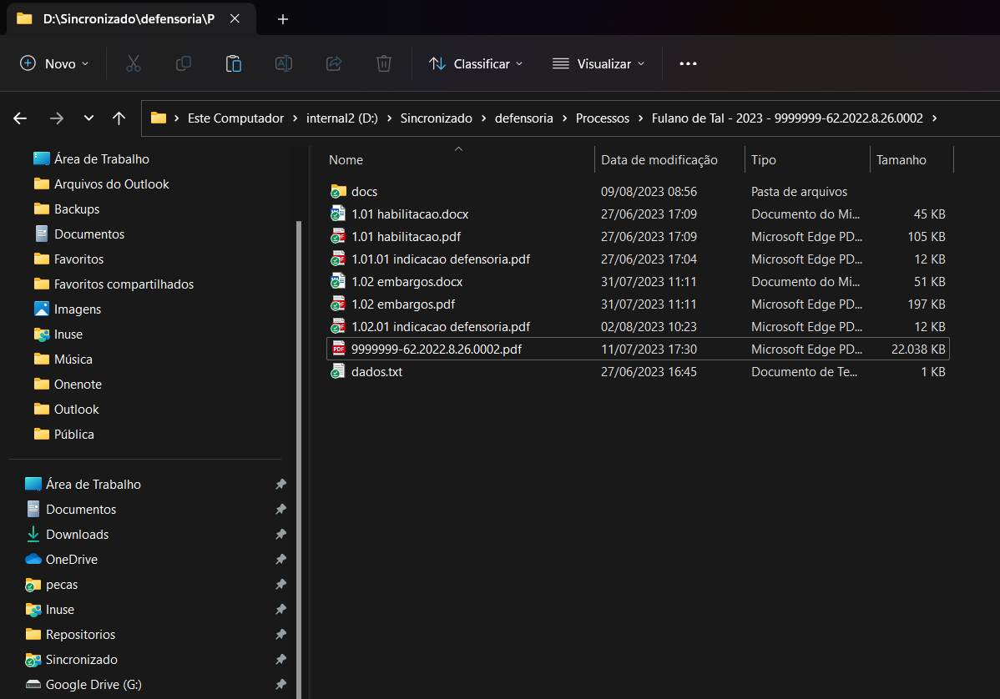 D:\Sincronizado\defensoria\P
Novo
Classificar
Visualizar
Este Computador > internal2 (D:) > Sincronizado > defensoria > Processos > Fulano de Tal - 2023 - 9999999-62.2022.8.26.0002 >
Área de Trabalho
Arquivos do Outlook
Backups
Documentos
Favoritos
Favoritos compartilhados
Imagens
Inuse
Música
Onenote
Outlook
Pública
Área de Trabalho
Documentos
Downloads
OneDrive
pecas
Inuse
Repositorios
Sincronizado
Google Drive (G:)
Nome Data de modificação Tipo Tamanho
docs 09/08/2023 08:56 Pasta de arquivos
1.01 habilitacao.docx 27/06/2023 17:09 Documento do Mi... 45 KB
1.01 habilitacao.pdf 27/06/2023 17:09 Microsoft Edge PD... 105 KB
1.01.01 indicacao defensoria.pdf 27/06/2023 17:04 Microsoft Edge PD... 12 KB
1.02 embargos.docx 31/07/2023 11:11 Documento do Mi... 51 KB
1.02 embargos.pdf 31/07/2023 11:11 Microsoft Edge PD... 197 KB
1.02.01 indicacao defensoria.pdf 02/08/2023 10:23 Microsoft Edge PD... 12 KB
9999999-62.2022.8.26.0002.pdf 11/07/2023 17:30 Microsoft Edge PD... 22.038 KB
dados.txt 27/06/2023 16:45 Documento de Te... 1 KB